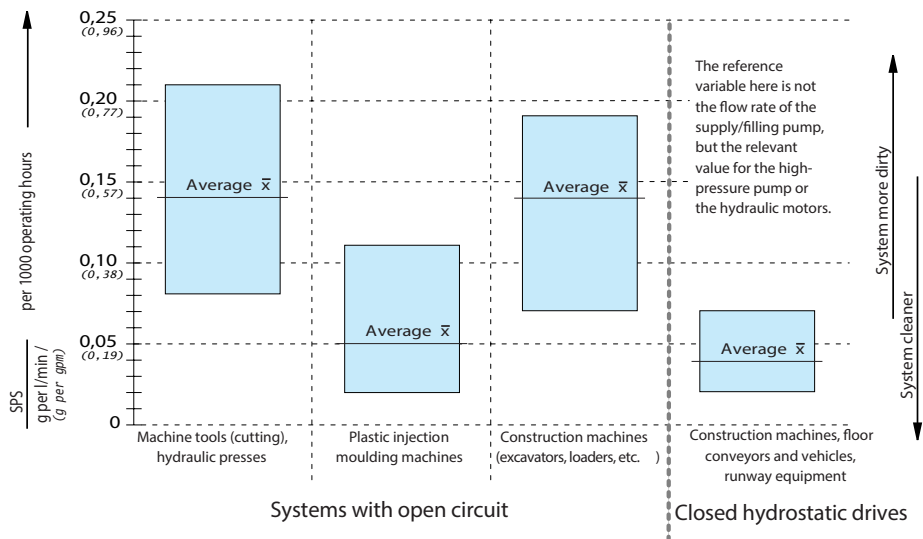 0,25
(0,96)
0,20
(0,77)
0,15
(0,57)
0,10
(0,38)
0,05
(0,19)
0
per 1000 operating hours
SPS
g per l/min /
(g per gpm)
Average x̅
Average x̅
Average x̅
Average x̅
The reference
variable here is not
the flow rate of the
supply/filling pump,
but the relevant
value for the high-
pressure pump or
the hydraulic motors.
System more dirty
System cleaner
Machine tools (cutting),
hydraulic presses
Plastic injection
moulding machines
Construction machines
(excavators, loaders, etc. )
Construction machines, floor
conveyors and vehicles,
runway equipment
Systems with open circuit
Closed hydrostatic drives